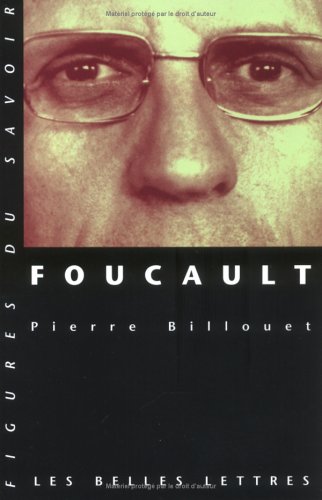 Matériel protégé par le droit d'auteur
FIGURES DU SAVOIR
FOUCAULT
Pierre Billouet
LES BELLES LETTRES
Matériel protégé par le droit d'auteur